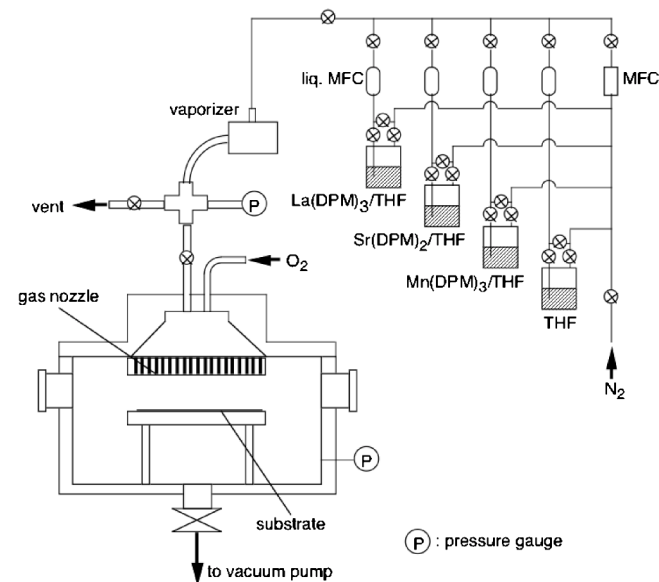 liq. MFC
MFC
vaporizer
La(DPM)3/THF
vent
P
Sr(DPM)2/THF
O2
Mn(DPM)3/THF
gas nozzle
THF
N2
P
substrate
P : pressure gauge
to vacuum pump